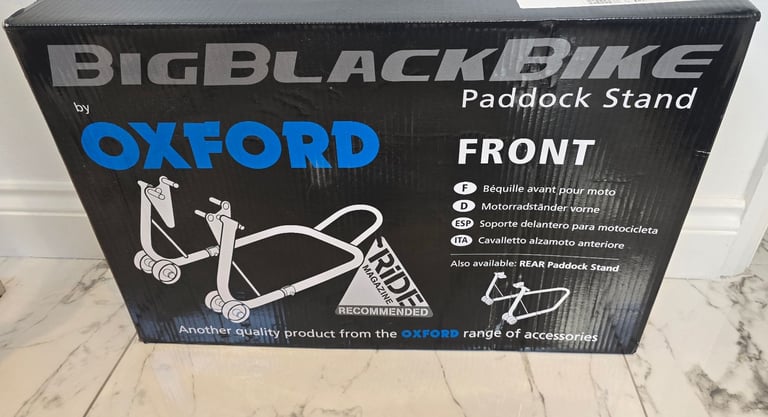 BIGBLACKBIKE
Paddock Stand
by
OXFORD
FRONT
F Béquille avant pour moto
D Motorradständer vorne
ESP Soporte delantero para motocicleta
ITA Cavalletto alzamoto anteriore
Also available: REAR Paddock Stand
RiDE
MAGAZINE
RECOMMENDED
Another quality product from the OXFORD range of accessories